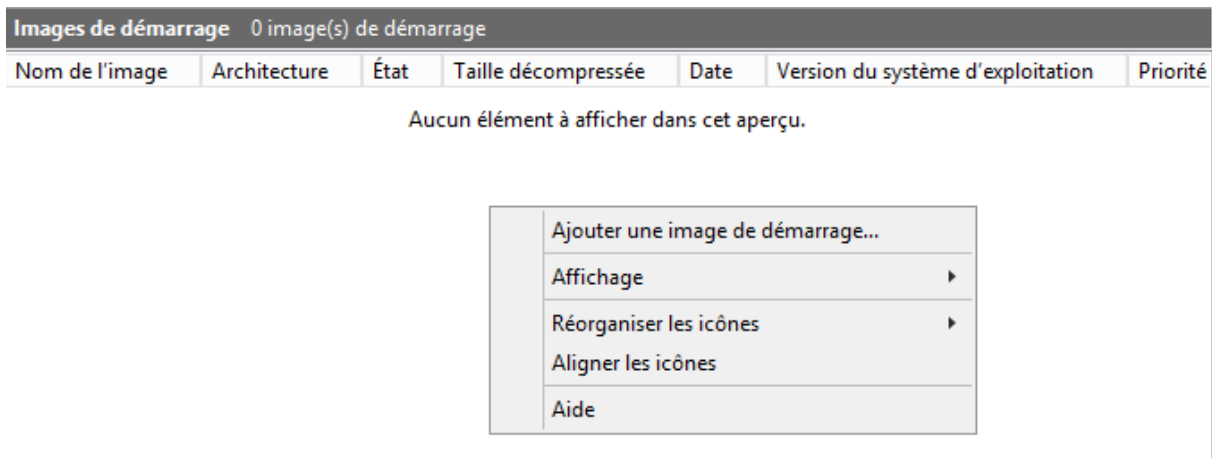 Images de démarrage 0 image(s) de démarrage
Nom de l'image Architecture État Taille décompressée Date Version du système d'exploitation Priorité
Aucun élément à afficher dans cet aperçu.
Ajouter une image de démarrage...
Affichage
Réorganiser les icônes
Aligner les icônes
Aide